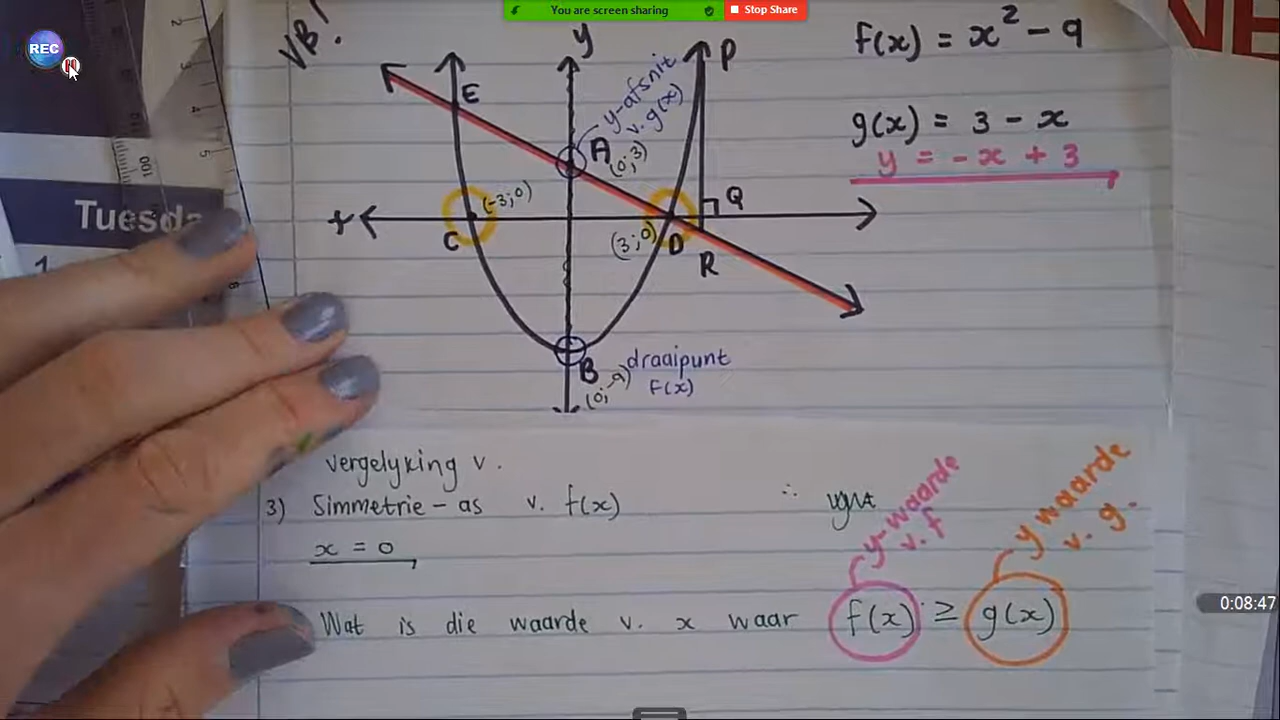 You are screen sharing
Stop Share
REC
VB!
y
P
f(x) = x² - 9
E
y-afsnit
v. g(x)
g(x) = 3 - x
A
(0;3)
y = -x + 3
(-3;0)
Q
Tuesda
C
(3;0)
D
R
draaipunt
B
f(x)
vergelyking v.
3) Simmetrie - as v. f(x)
∴
y-waarde
v. f
y waarde
v. g.
x = 0
0:08:47
Wat is die waarde v. x waar f(x) ≥ g(x)